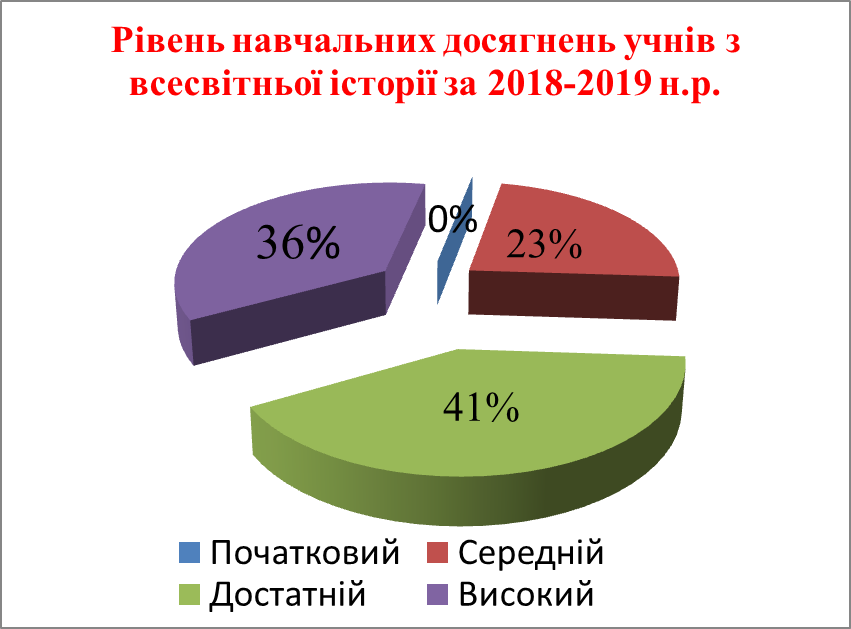 Рівень навчальних досягнень учнів з
всесвітньої історії за 2018-2019 н.р.
0%
36%
23%
41%
Початковий
Середній
Достатній
Високий